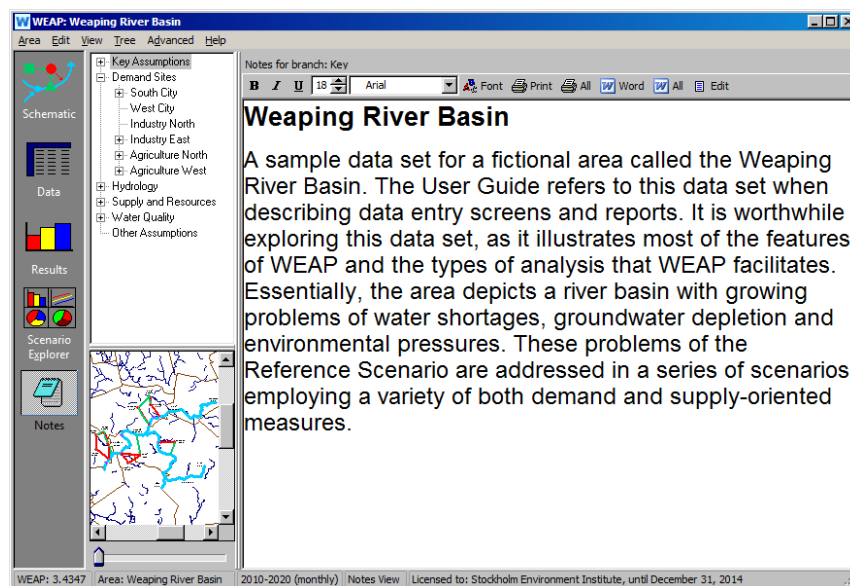 WEAP: Weaping River Basin
Area Edit View Tree Advanced Help
Schematic
Data
Results
Scenario
Explorer
Notes
Key Assumptions
Demand Sites
South City
West City
Industry North
Industry East
Agriculture North
Agriculture West
Hydrology
Supply and Resources
Water Quality
Other Assumptions
Notes for branch: Key
B I U 18 Arial Font Print All Word All Edit
Weaping River Basin
A sample data set for a fictional area called the Weaping
River Basin. The User Guide refers to this data set when
describing data entry screens and reports. It is worthwhile
exploring this data set, as it illustrates most of the features
of WEAP and the types of analysis that WEAP facilitates.
Essentially, the area depicts a river basin with growing
problems of water shortages, groundwater depletion and
environmental pressures. These problems of the
Reference Scenario are addressed in a series of scenarios
employing a variety of both demand and supply-oriented
measures.
WEAP: 3.4347 Area: Weaping River Basin 2010-2020 (monthly) Notes View Licensed to: Stockholm Environment Institute, until December 31, 2014